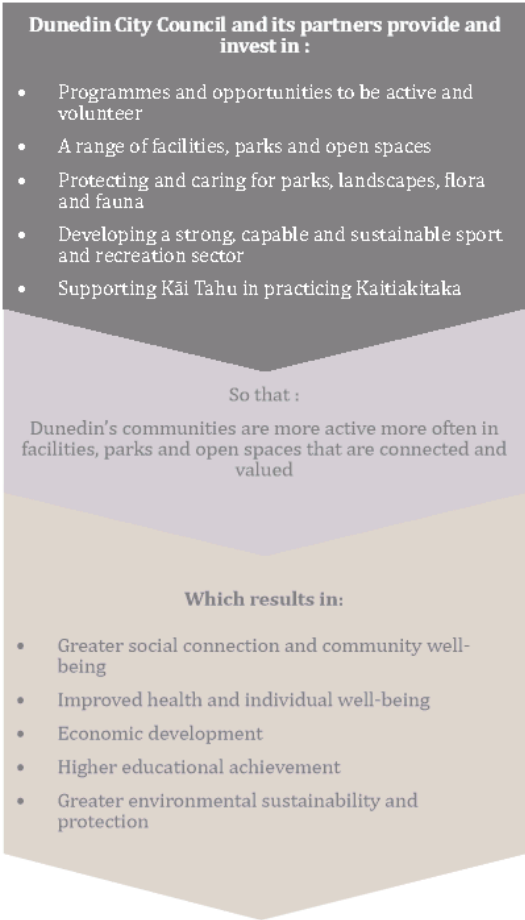 Dunedin City Council and its partners provide and
invest in :
• Programmes and opportunities to be active and
volunteer
• A range of facilities, parks and open spaces
• Protecting and caring for parks, landscapes, flora
and fauna
• Developing a strong, capable and sustainable sport
and recreation sector
• Supporting Kāi Tahu in practicing Kaitiakitaka
So that :
Dunedin's communities are more active more often in
facilities, parks and open spaces that are connected and
valued
Which results in:
• Greater social connection and community well-
being
• Improved health and individual well-being
• Economic development
• Higher educational achievement
• Greater environmental sustainability and
protection